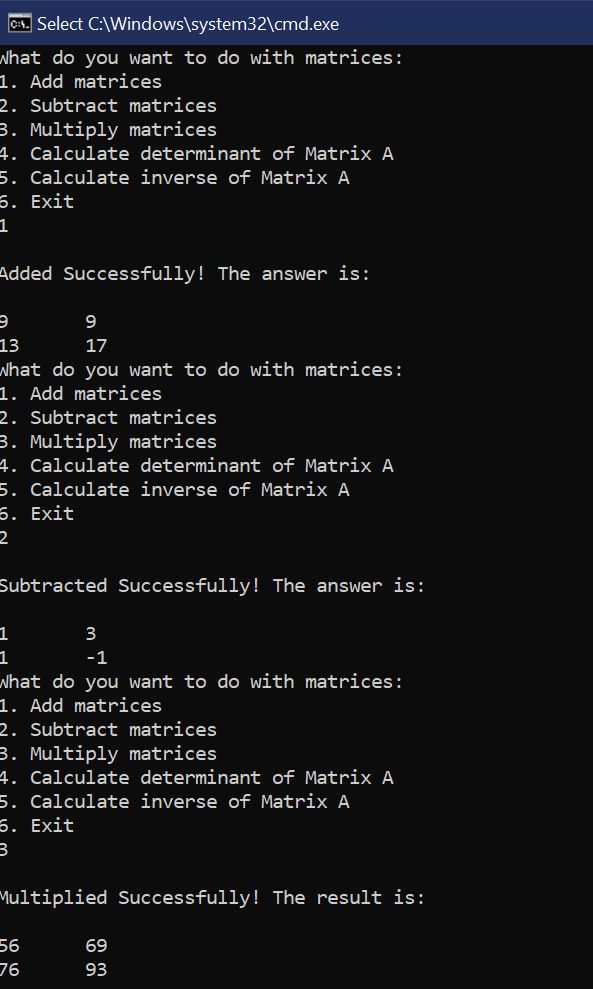 Select C:\Windows\system32\cmd.exe
What do you want to do with matrices:
1. Add matrices
2. Subtract matrices
3. Multiply matrices
4. Calculate determinant of Matrix A
5. Calculate inverse of Matrix A
6. Exit
1
Added Successfully! The answer is:
9 9
13 17
What do you want to do with matrices:
1. Add matrices
2. Subtract matrices
3. Multiply matrices
4. Calculate determinant of Matrix A
5. Calculate inverse of Matrix A
6. Exit
2
Subtracted Successfully! The answer is:
1 3
1 -1
What do you want to do with matrices:
1. Add matrices
2. Subtract matrices
3. Multiply matrices
4. Calculate determinant of Matrix A
5. Calculate inverse of Matrix A
6. Exit
3
Multiplied Successfully! The result is:
56 69
76 93